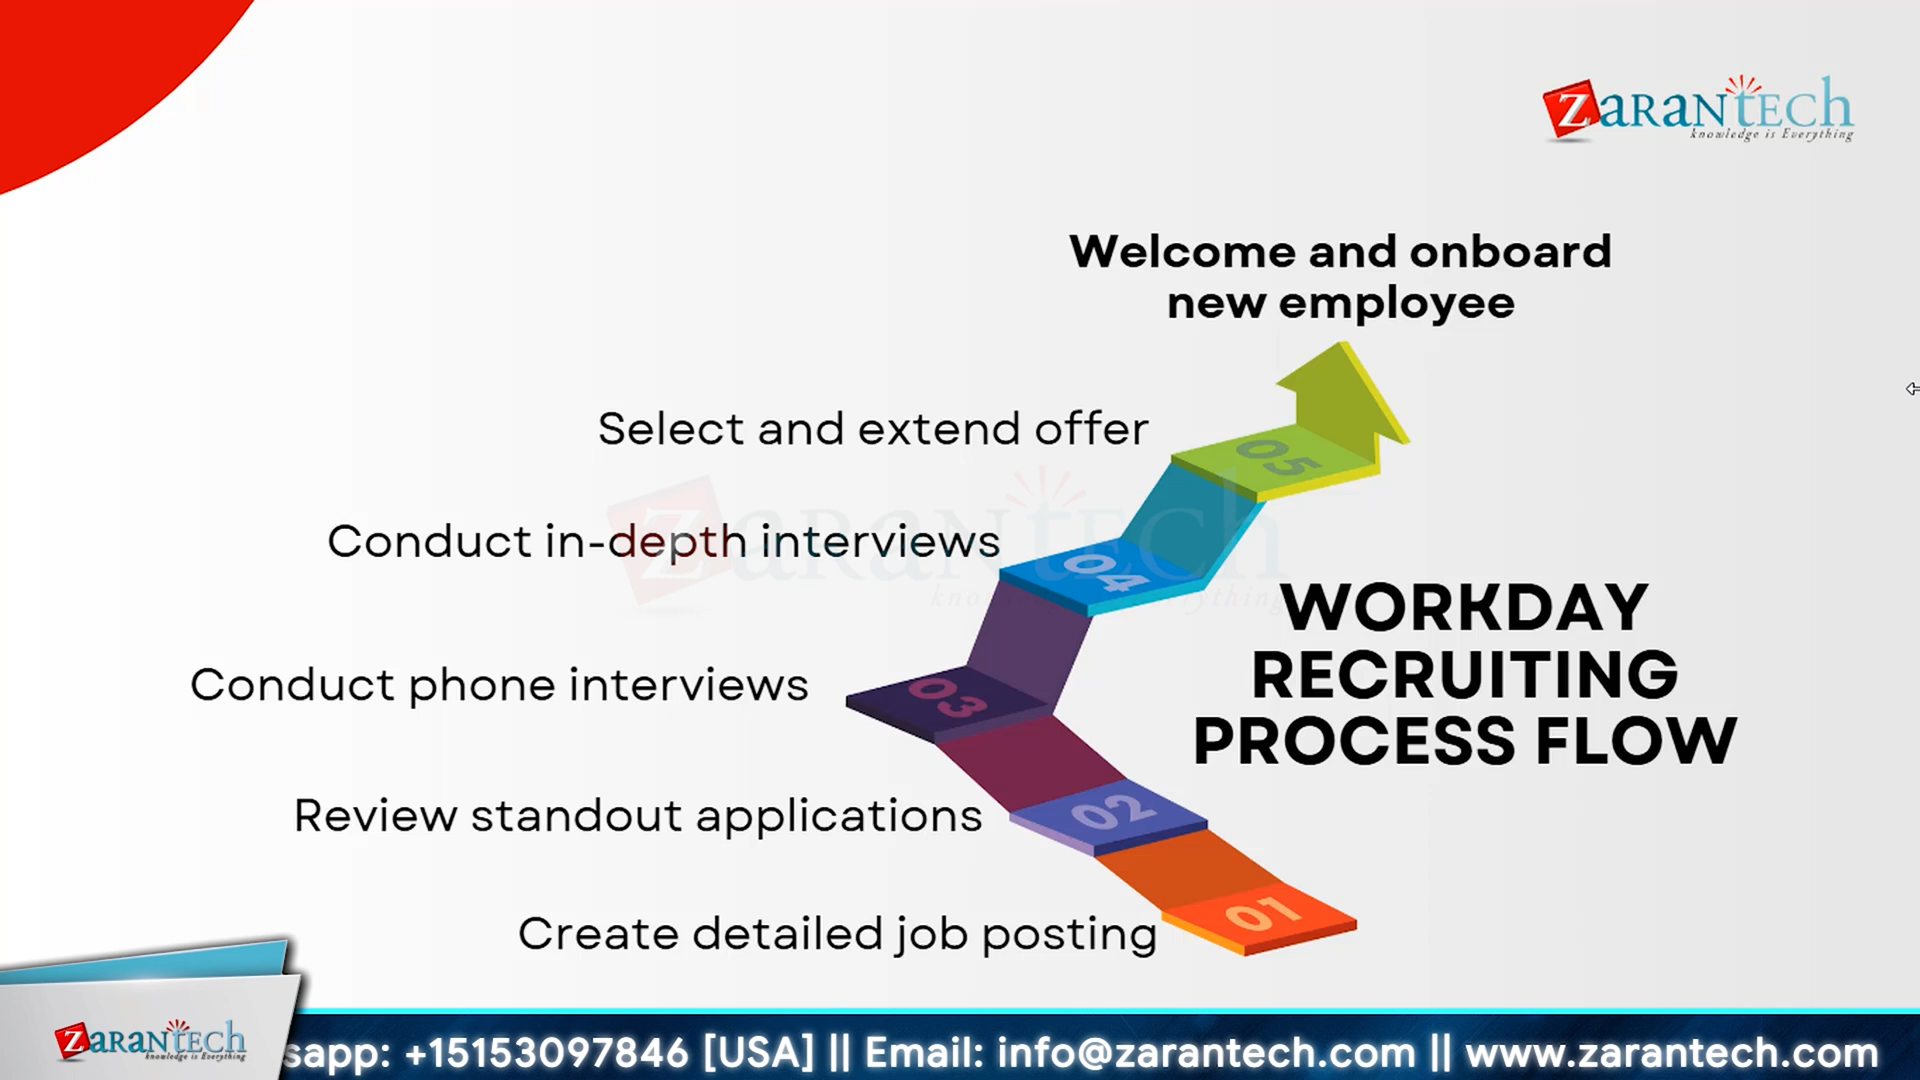 ZaranTech
knowledge is Everything
Welcome and onboard
new employee
Select and extend offer
05
Conduct in-depth interviews
04
ZaranTech
WORKDAY
RECRUITING
PROCESS FLOW
Conduct phone interviews
03
Review standout applications
02
Create detailed job posting
01
ZaranTech
knowledge is Everything
sapp: +15153097846 [USA] || Email: info@zarantech.com || www.zarantech.com